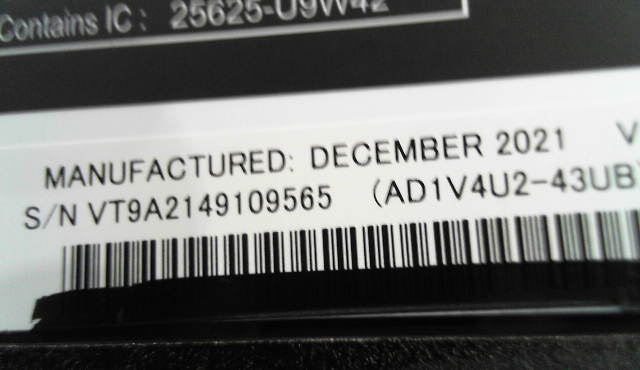 Contains IC: 25625-U9W42
MANUFACTURED: DECEMBER 2021 V
S/N VT9A2149109565 (AD1V4U2-43UB